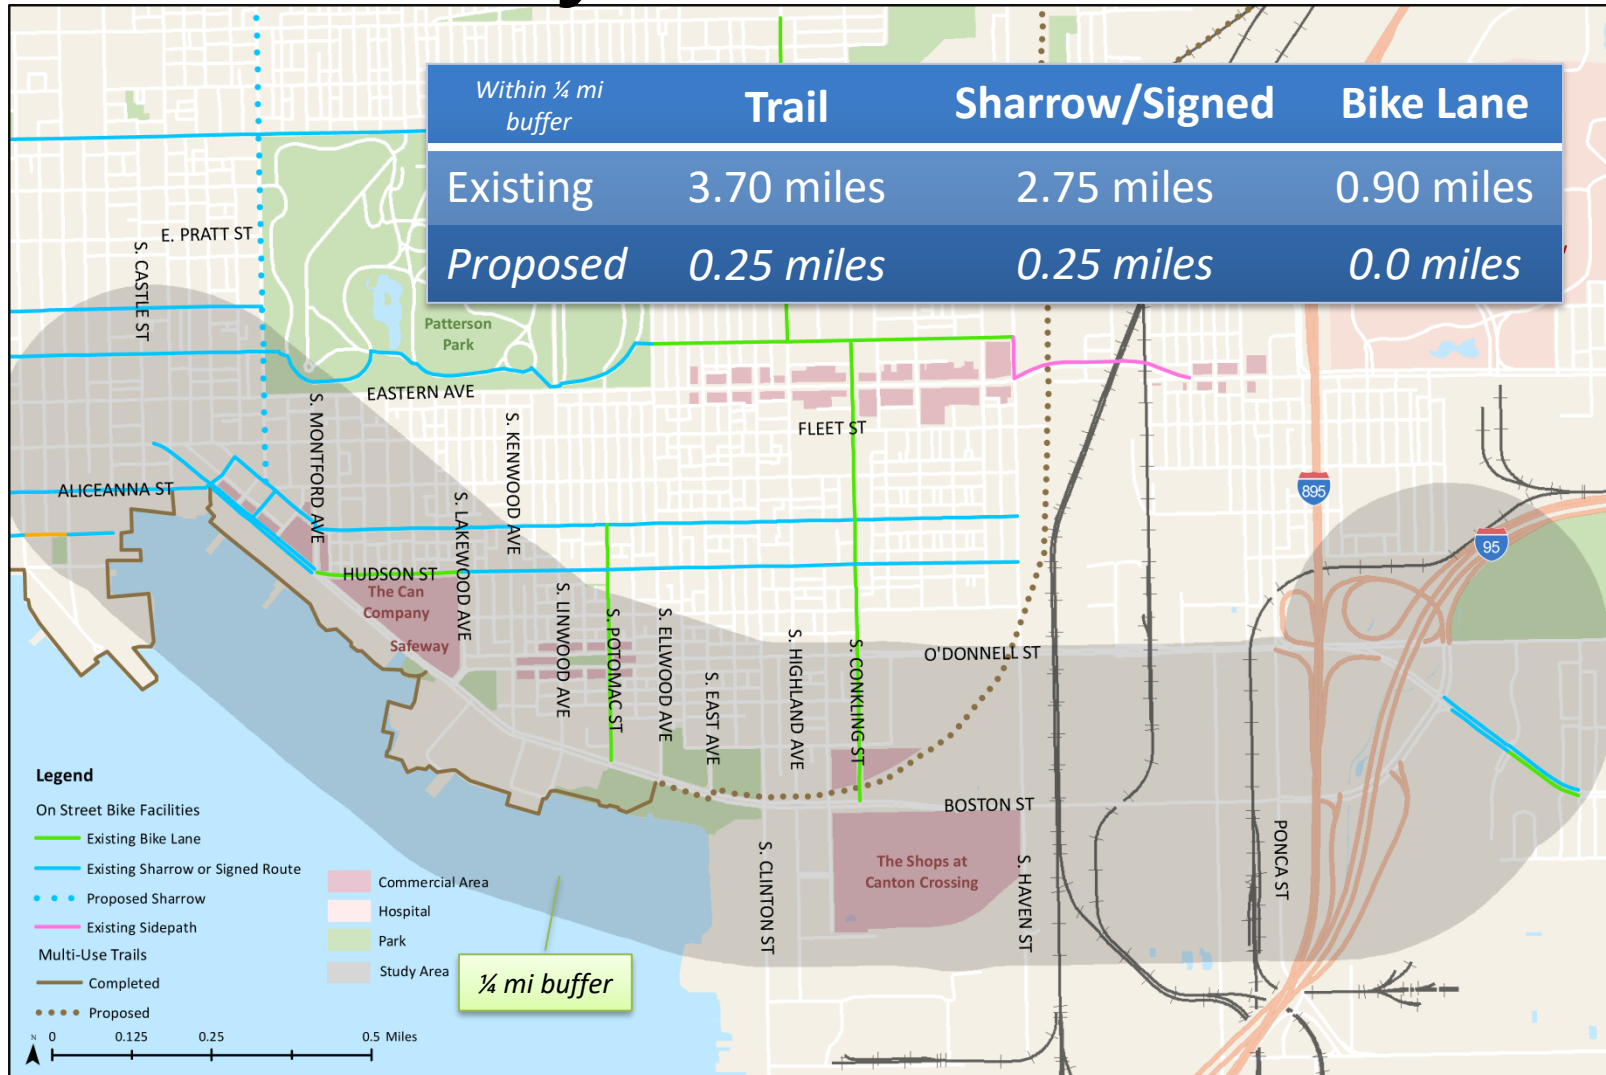 Within ¼ mi
buffer
Trail
Sharrow/Signed
Bike Lane
Existing
3.70 miles
2.75 miles
0.90 miles
Proposed
0.25 miles
0.25 miles
0.0 miles
E. PRATT ST
S. CASTLE ST
Patterson
Park
EASTERN AVE
S. MONTFORD AVE
S. KENWOOD AVE
FLEET ST
ALICEANNA ST
S. LAKEWOOD AVE
895
95
HUDSON ST
The Can
Company
Safeway
S. LINWOOD AVE
S. POTOMAC ST
S. ELLWOOD AVE
S. EAST AVE
S. HIGHLAND AVE
S. CONKLING ST
O'DONNELL ST
BOSTON ST
S. CLINTON ST
The Shops at
Canton Crossing
S. HAVEN ST
PONCA ST
Legend
On Street Bike Facilities
Existing Bike Lane
Existing Sharrow or Signed Route
Proposed Sharrow
Existing Sidepath
Multi-Use Trails
Completed
Proposed
Commercial Area
Hospital
Park
Study Area
¼ mi buffer
N
0 0.125 0.25 0.5 Miles